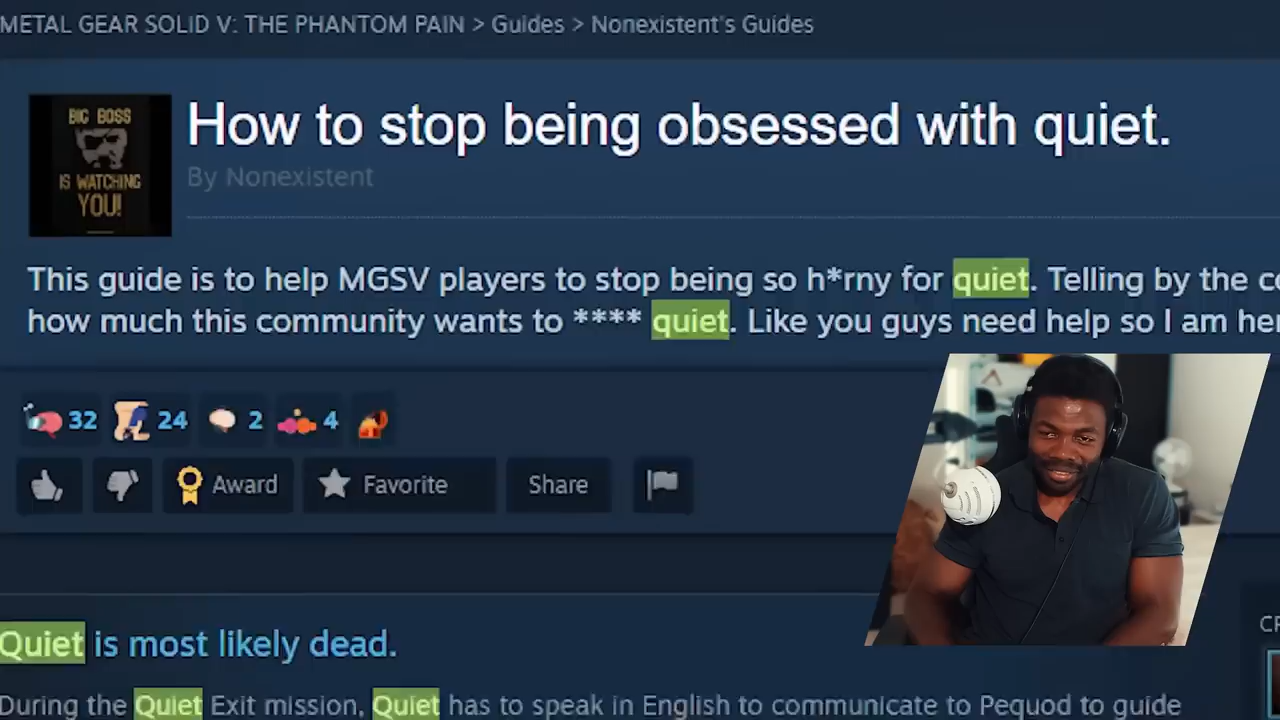 METAL GEAR SOLID V: THE PHANTOM PAIN > Guides > Nonexistent's Guides
BIG BOSS
IS WATCHING
YOU!
How to stop being obsessed with quiet.
By Nonexistent
This guide is to help MGSV players to stop being so h*rny for quiet. Telling by the
how much this community wants to **** quiet. Like you guys need help so I am
32 24 2 4
Award Favorite Share
Quiet is most likely dead.
During the Quiet Exit mission, Quiet has to speak in English to communicate to Pequod to guide